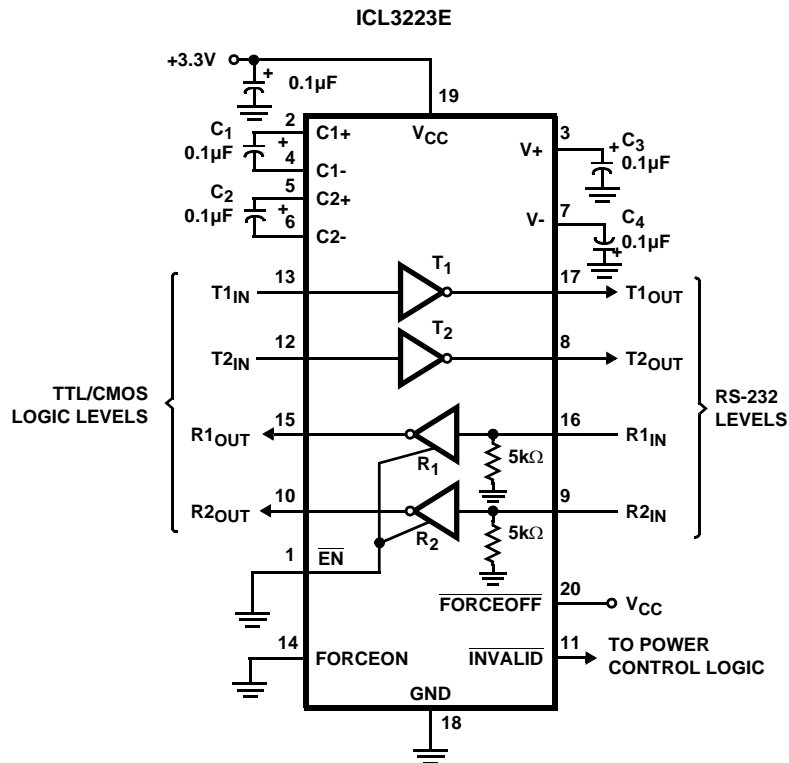 ICL3223E
+3.3V
+
0.1µF
19
VCC
2
C1+
C1
0.1µF
+
4
C1-
5
C2+
C2
0.1µF
+
6
C2-
3
V+
+
C3
0.1µF
7
V-
C4
0.1µF
+
T1
T1IN
13
17
T1OUT
T2
T2IN
12
8
T2OUT
TTL/CMOS
LOGIC LEVELS
RS-232
LEVELS
R1OUT
15
R1
5kΩ
16
R1IN
R2OUT
10
R2
5kΩ
9
R2IN
1
EN
FORCEOFF
20
VCC
14
FORCEON
INVALID
11
TO POWER
CONTROL LOGIC
GND
18